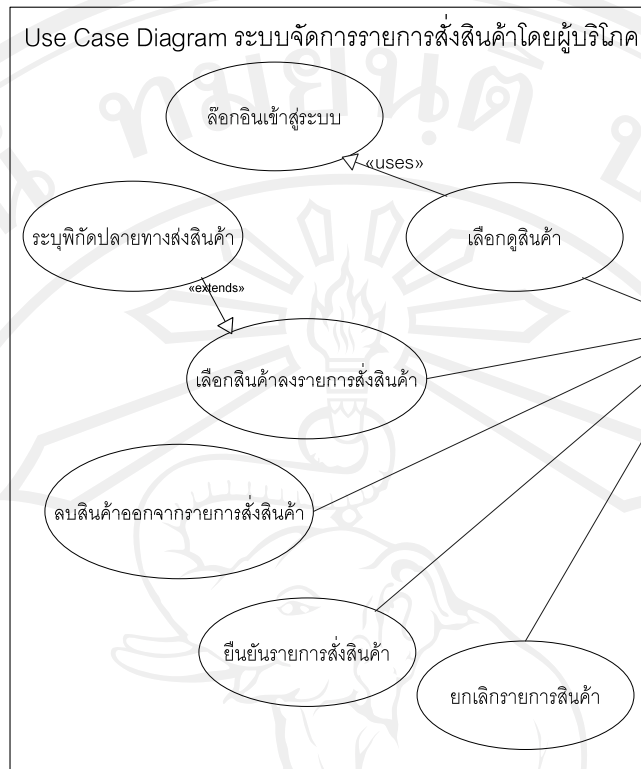 Use Case Diagram ระบบจัดการรายการสั่งสินค้าโดยผู้บริโภค
ล๊อกอินเข้าสู่ระบบ
«uses»
ระบุพิกัดปลายทางส่งสินค้า
เลือกดูสินค้า
«extends»
เลือกสินค้าลงรายการสั่งสินค้า
ลบสินค้าออกจากรายการสั่งสินค้า
ยืนยันรายการสั่งสินค้า
ยกเลิกรายการสินค้า